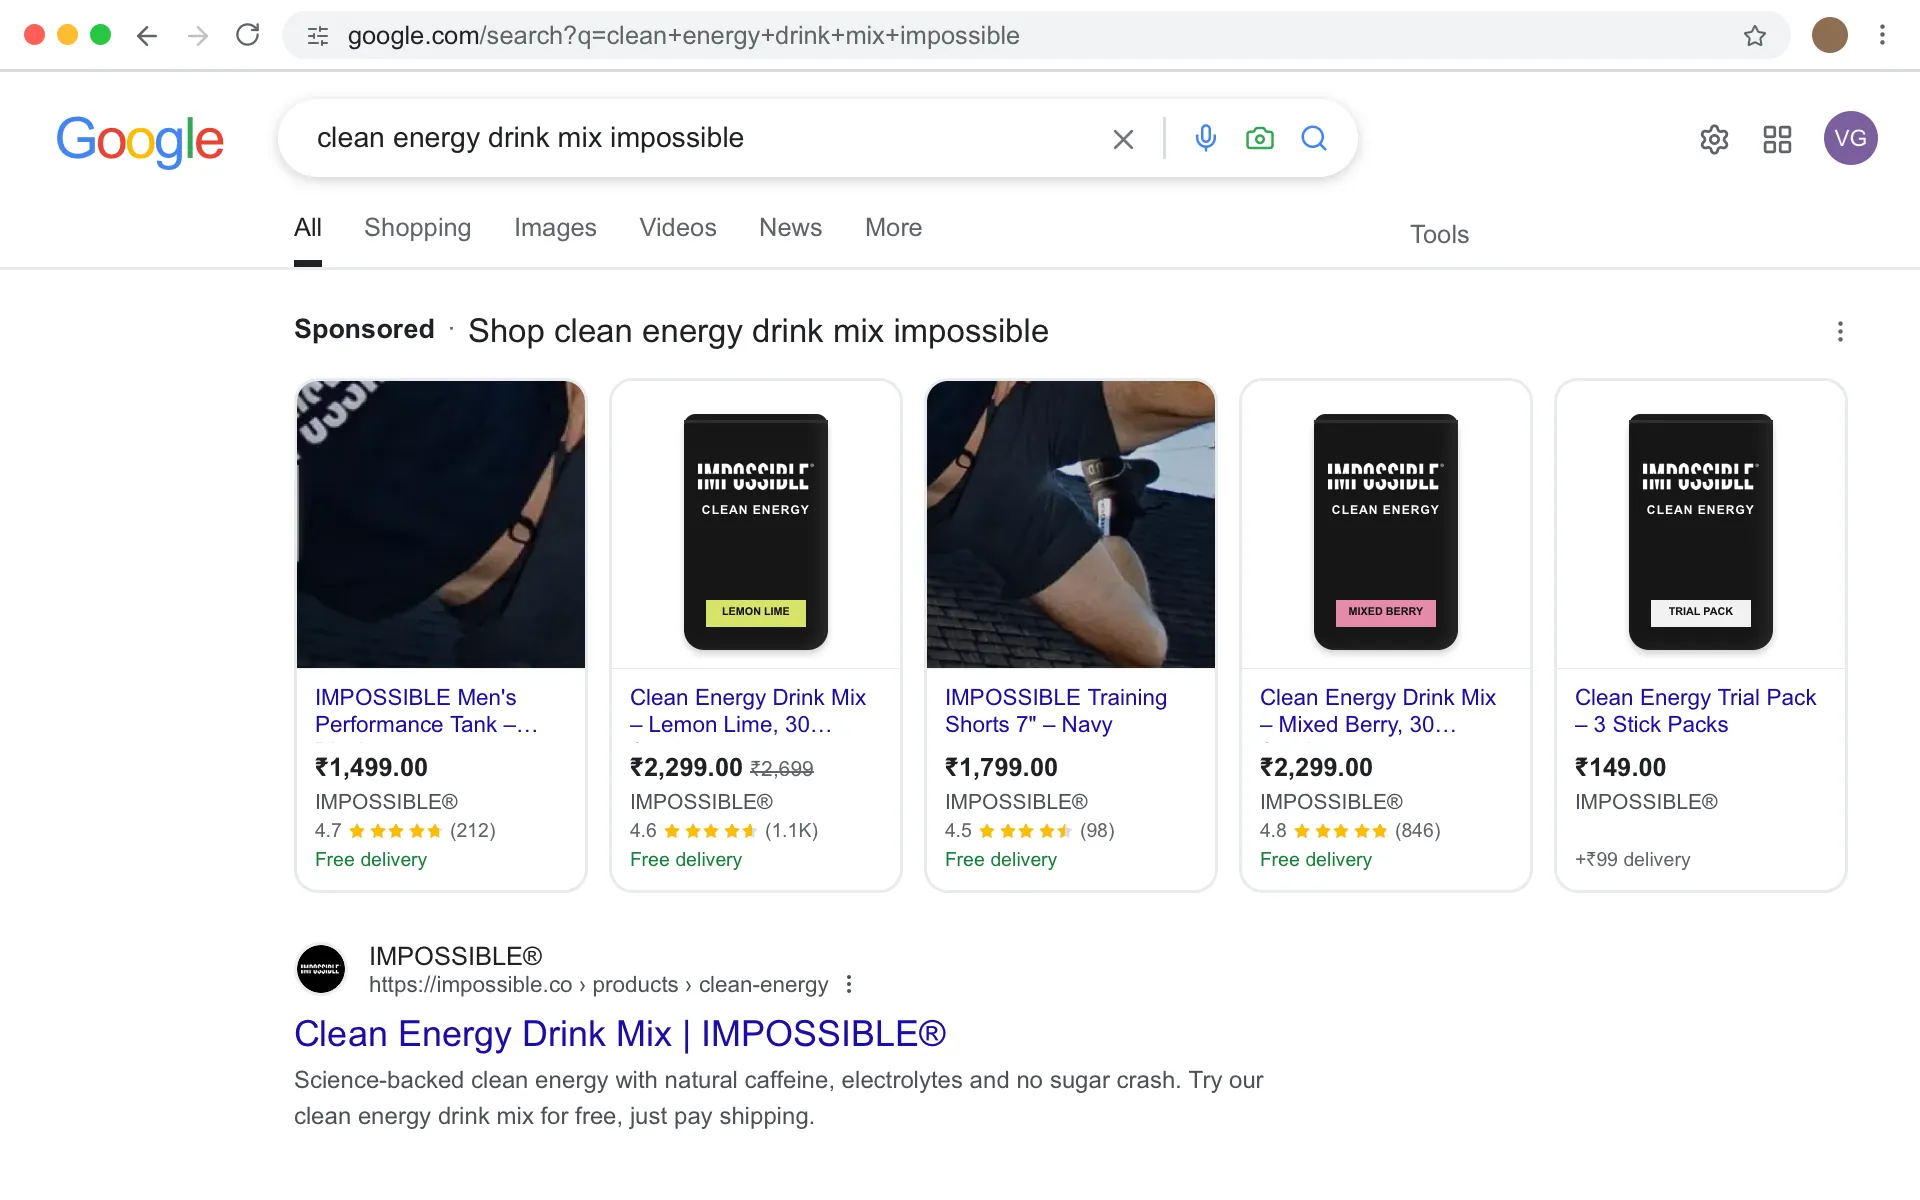 google.com/search?q=clean+energy+drink+mix+impossible
Google
clean energy drink mix impossible
VG
All
Shopping
Images
Videos
News
More
Tools
Sponsored · Shop clean energy drink mix impossible
IMPOSSIBLE®
CLEAN ENERGY
LEMON LIME
IMPOSSIBLE®
CLEAN ENERGY
MIXED BERRY
IMPOSSIBLE®
CLEAN ENERGY
TRIAL PACK
IMPOSSIBLE Men's
Performance Tank –…
₹1,499.00
IMPOSSIBLE®
4.7 (212)
Free delivery
Clean Energy Drink Mix
– Lemon Lime, 30…
₹2,299.00 ₹2,699
IMPOSSIBLE®
4.6 (1.1K)
Free delivery
IMPOSSIBLE Training
Shorts 7" – Navy
₹1,799.00
IMPOSSIBLE®
4.5 (98)
Free delivery
Clean Energy Drink Mix
– Mixed Berry, 30…
₹2,299.00
IMPOSSIBLE®
4.8 (846)
Free delivery
Clean Energy Trial Pack
– 3 Stick Packs
₹149.00
IMPOSSIBLE®
+₹99 delivery
IMPOSSIBLE
IMPOSSIBLE®
https://impossible.co › products › clean-energy
Clean Energy Drink Mix | IMPOSSIBLE®
Science-backed clean energy with natural caffeine, electrolytes and no sugar crash. Try our
clean energy drink mix for free, just pay shipping.